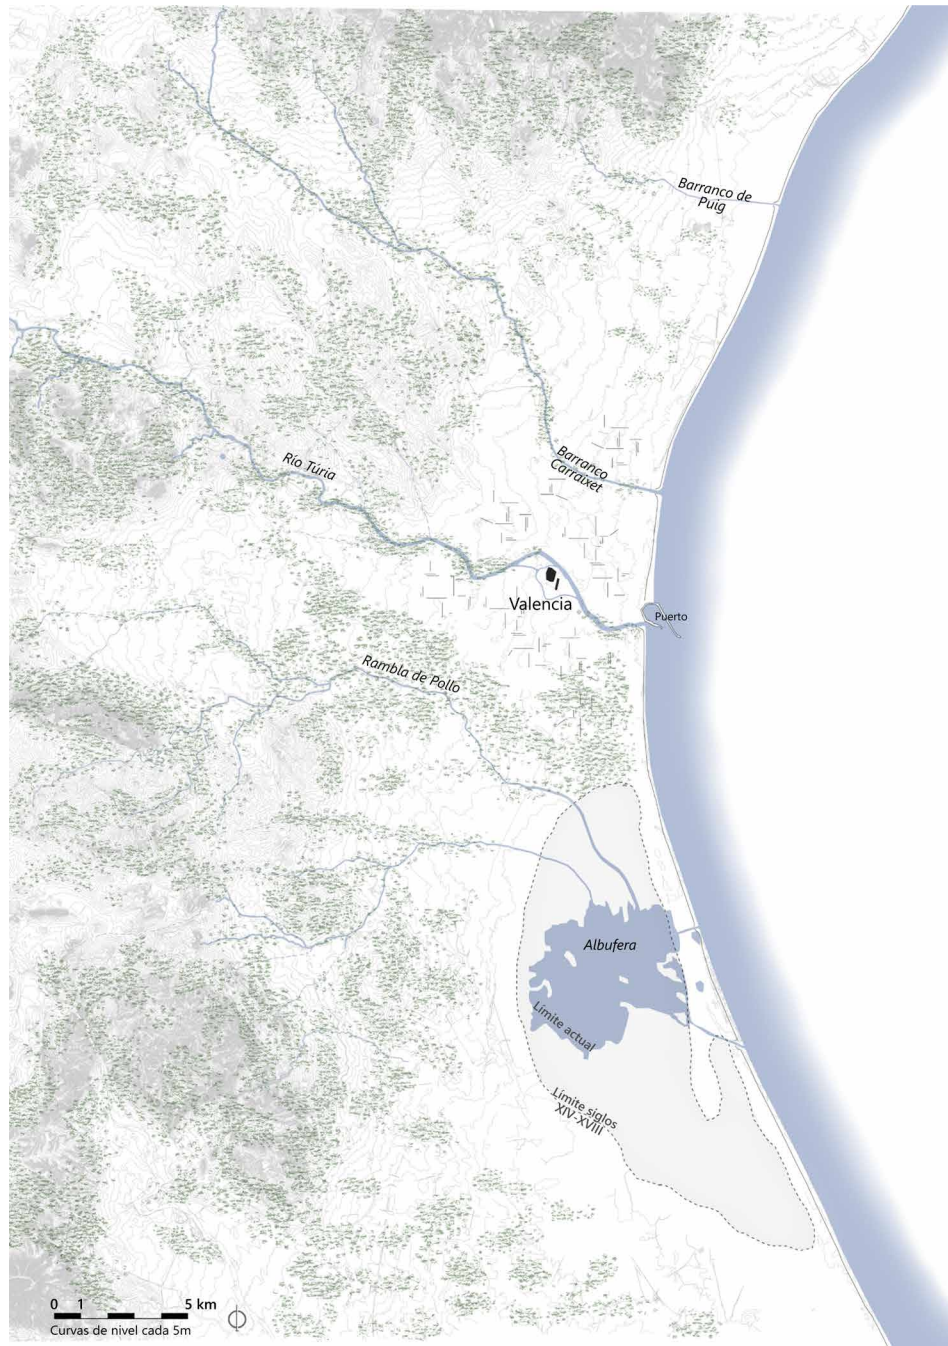 Barranco de
Puig
Río Túria
Barranco
Carraixet
Valencia
Puerto
Rambla de Pollo
Albufera
Límite actual
Límite siglos
XIV-XVIII
0 1 5 km
Curvas de nivel cada 5m